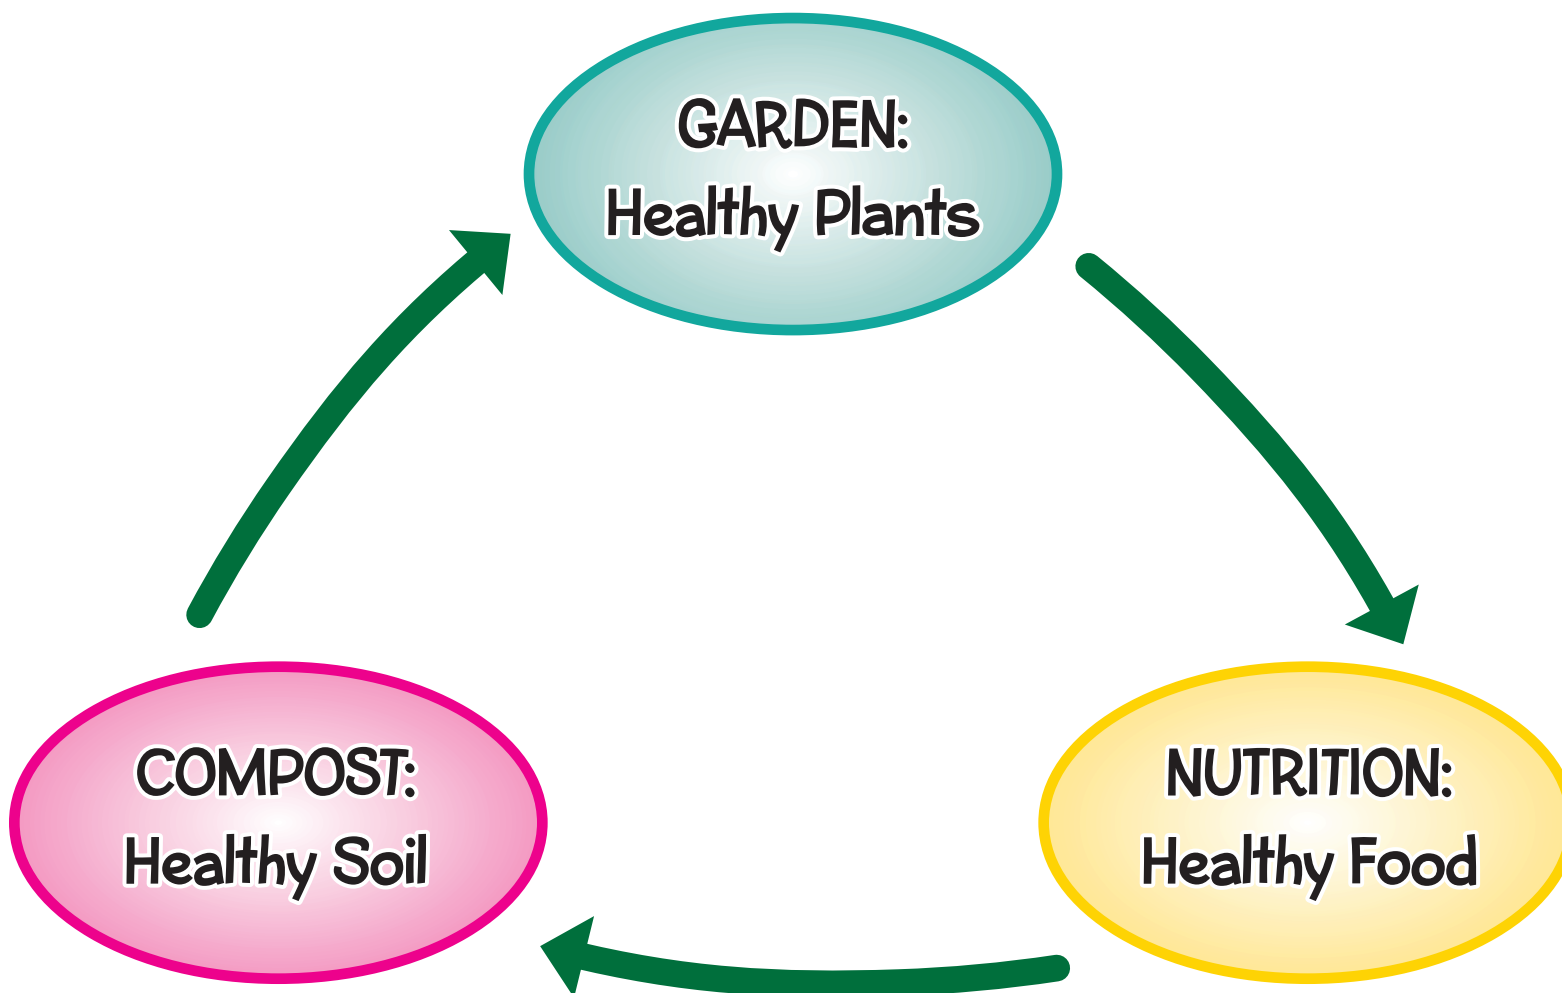 GARDEN:
Healthy Plants
COMPOST:
Healthy Soil
NUTRITION:
Healthy Food